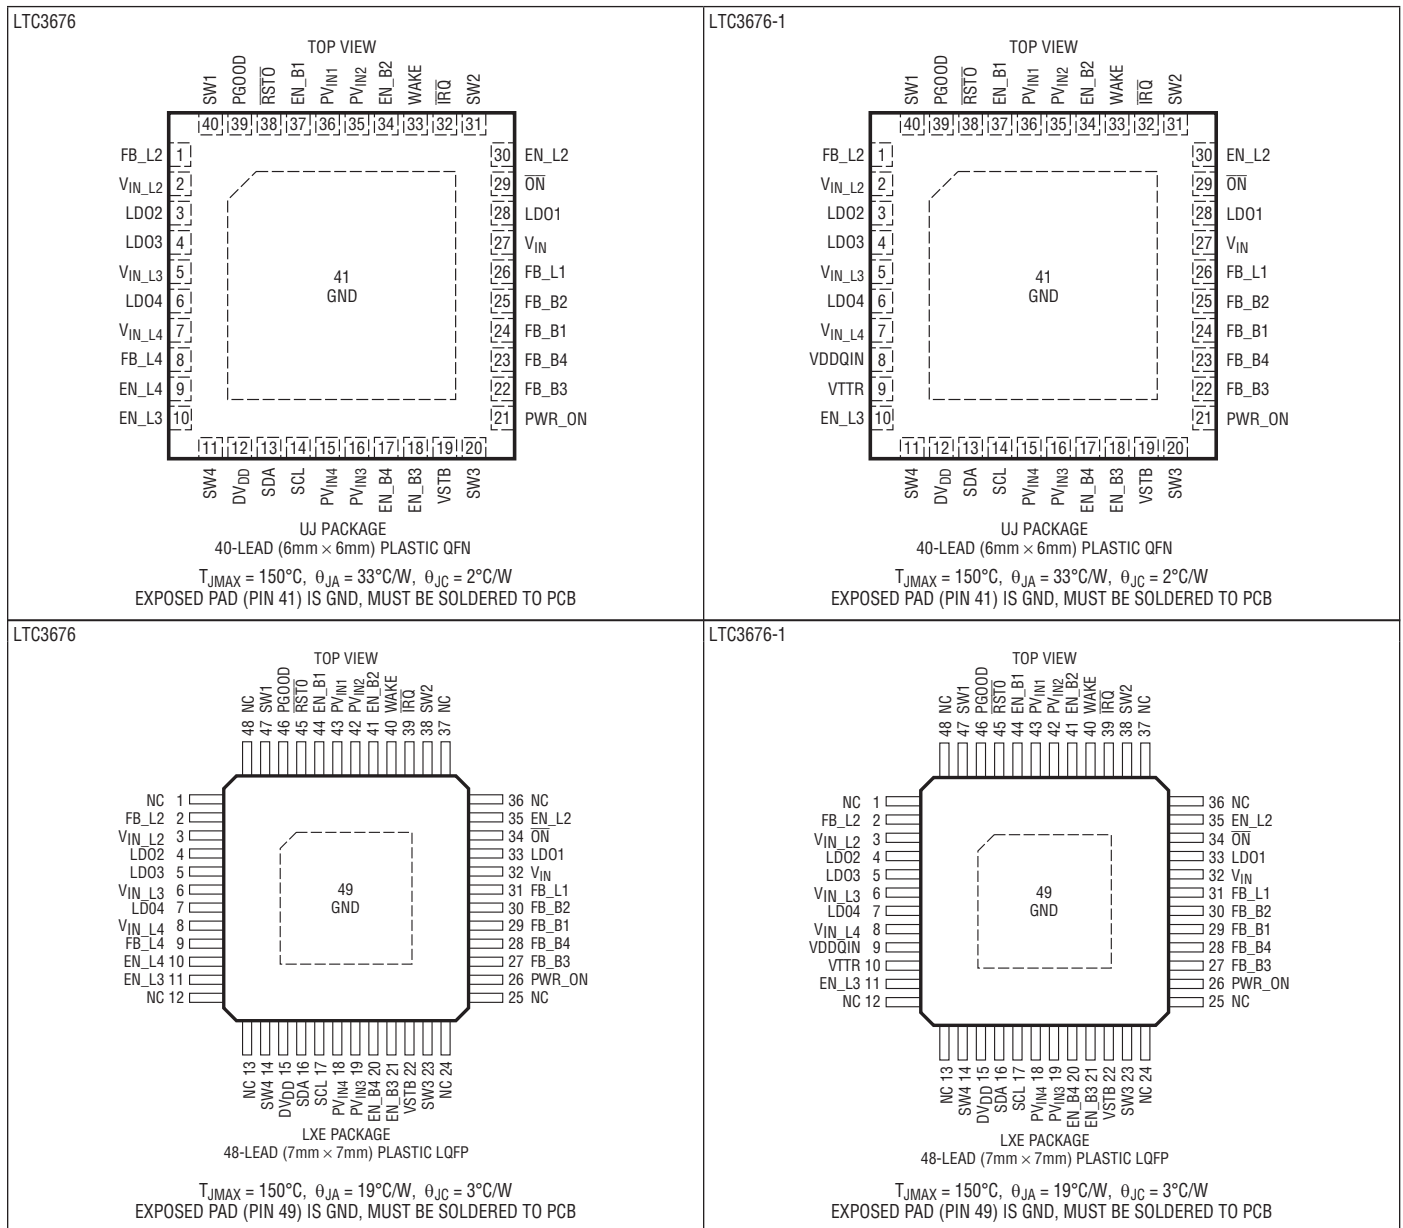 LTC3676
TOP VIEW
SW1 PGOOD RSTO EN_B1 PVIN1 PVIN2 EN_B2 WAKE IRQ SW2
40 39 38 37 36 35 34 33 32 31
FB_L2 1 30 EN_L2
VIN_L2 2 29 ON
LDO2 3 28 LDO1
LDO3 4 27 VIN
VIN_L3 5 26 FB_L1
41
GND
LDO4 6 25 FB_B2
VIN_L4 7 24 FB_B1
FB_L4 8 23 FB_B4
EN_L4 9 22 FB_B3
EN_L3 10 21 PWR_ON
11 12 13 14 15 16 17 18 19 20
SW4 DVDD SDA SCL PVIN4 PVIN3 EN_B4 EN_B3 VSTB SW3
UJ PACKAGE
40-LEAD (6mm × 6mm) PLASTIC QFN
TJMAX = 150°C, θJA = 33°C/W, θJC = 2°C/W
EXPOSED PAD (PIN 41) IS GND, MUST BE SOLDERED TO PCB
LTC3676-1
TOP VIEW
SW1 PGOOD RSTO EN_B1 PVIN1 PVIN2 EN_B2 WAKE IRQ SW2
40 39 38 37 36 35 34 33 32 31
FB_L2 1 30 EN_L2
VIN_L2 2 29 ON
LDO2 3 28 LDO1
LDO3 4 27 VIN
VIN_L3 5 26 FB_L1
41
GND
LDO4 6 25 FB_B2
VIN_L4 7 24 FB_B1
VDDQIN 8 23 FB_B4
VTTR 9 22 FB_B3
EN_L3 10 21 PWR_ON
11 12 13 14 15 16 17 18 19 20
SW4 DVDD SDA SCL PVIN4 PVIN3 EN_B4 EN_B3 VSTB SW3
UJ PACKAGE
40-LEAD (6mm × 6mm) PLASTIC QFN
TJMAX = 150°C, θJA = 33°C/W, θJC = 2°C/W
EXPOSED PAD (PIN 41) IS GND, MUST BE SOLDERED TO PCB
LTC3676
TOP VIEW
48 NC 47 SW1 46 PGOOD 45 RSTO 44 EN_B1 43 PVIN1 42 PVIN2 41 EN_B2 40 WAKE 39 IRQ 38 SW2 37 NC
NC 1 36 NC
FB_L2 2 35 EN_L2
VIN_L2 3 34 ON
LDO2 4 33 LDO1
LDO3 5 32 VIN
VIN_L3 6 31 FB_L1
49
GND
LDO4 7 30 FB_B2
VIN_L4 8 29 FB_B1
FB_L4 9 28 FB_B4
EN_L4 10 27 FB_B3
EN_L3 11 26 PWR_ON
NC 12 25 NC
NC 13 SW4 14 DVDD 15 SDA 16 SCL 17 PVIN4 18 PVIN3 19 EN_B4 20 EN_B3 21 VSTB 22 SW3 23 NC 24
LXE PACKAGE
48-LEAD (7mm × 7mm) PLASTIC LQFP
TJMAX = 150°C, θJA = 19°C/W, θJC = 3°C/W
EXPOSED PAD (PIN 49) IS GND, MUST BE SOLDERED TO PCB
LTC3676-1
TOP VIEW
48 NC 47 SW1 46 PGOOD 45 RSTO 44 EN_B1 43 PVIN1 42 PVIN2 41 EN_B2 40 WAKE 39 IRQ 38 SW2 37 NC
NC 1 36 NC
FB_L2 2 35 EN_L2
VIN_L2 3 34 ON
LDO2 4 33 LDO1
LDO3 5 32 VIN
VIN_L3 6 31 FB_L1
49
GND
LDO4 7 30 FB_B2
VIN_L4 8 29 FB_B1
VDDQIN 9 28 FB_B4
VTTR 10 27 FB_B3
EN_L3 11 26 PWR_ON
NC 12 25 NC
NC 13 SW4 14 DVDD 15 SDA 16 SCL 17 PVIN4 18 PVIN3 19 EN_B4 20 EN_B3 21 VSTB 22 SW3 23 NC 24
LXE PACKAGE
48-LEAD (7mm × 7mm) PLASTIC LQFP
TJMAX = 150°C, θJA = 19°C/W, θJC = 3°C/W
EXPOSED PAD (PIN 49) IS GND, MUST BE SOLDERED TO PCB